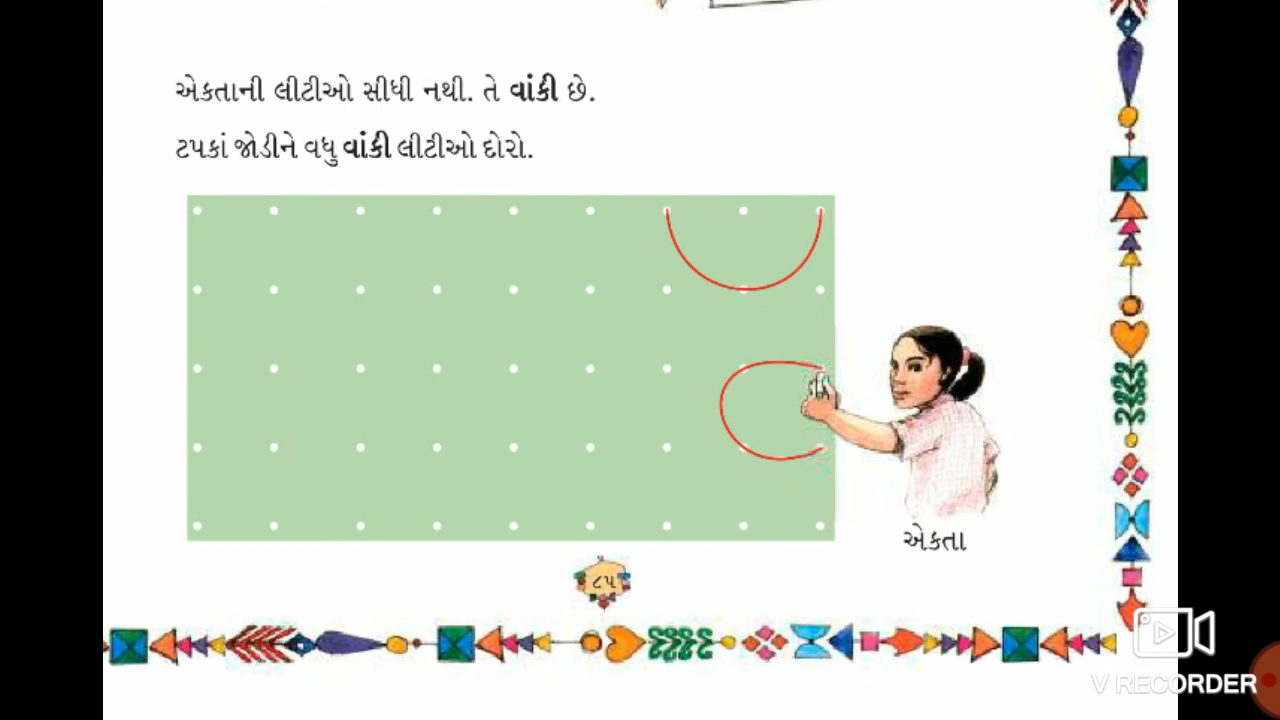 એકતાની લીટીઓ સીધી નથી. તે વાંકી છે.
ટપકાં જોડીને વધુ વાંકી લીટીઓ દોરો.
એકતા
૮૫
V RECORDER